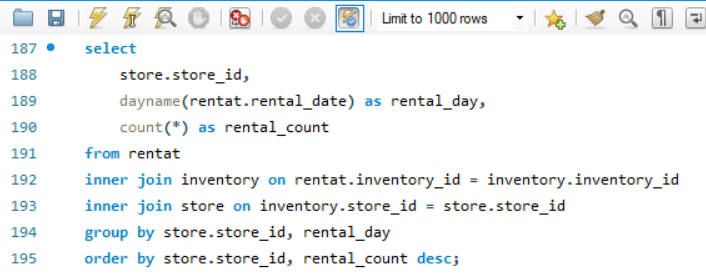 Limit to 1000 rows
187 select
188 store.store_id,
189 dayname(rentat.rental_date) as rental_day,
190 count(*) as rental_count
191 from rentat
192 inner join inventory on rentat.inventory_id = inventory.inventory_id
193 inner join store on inventory.store_id = store.store_id
194 group by store.store_id, rental_day
195 order by store.store_id, rental_count desc;